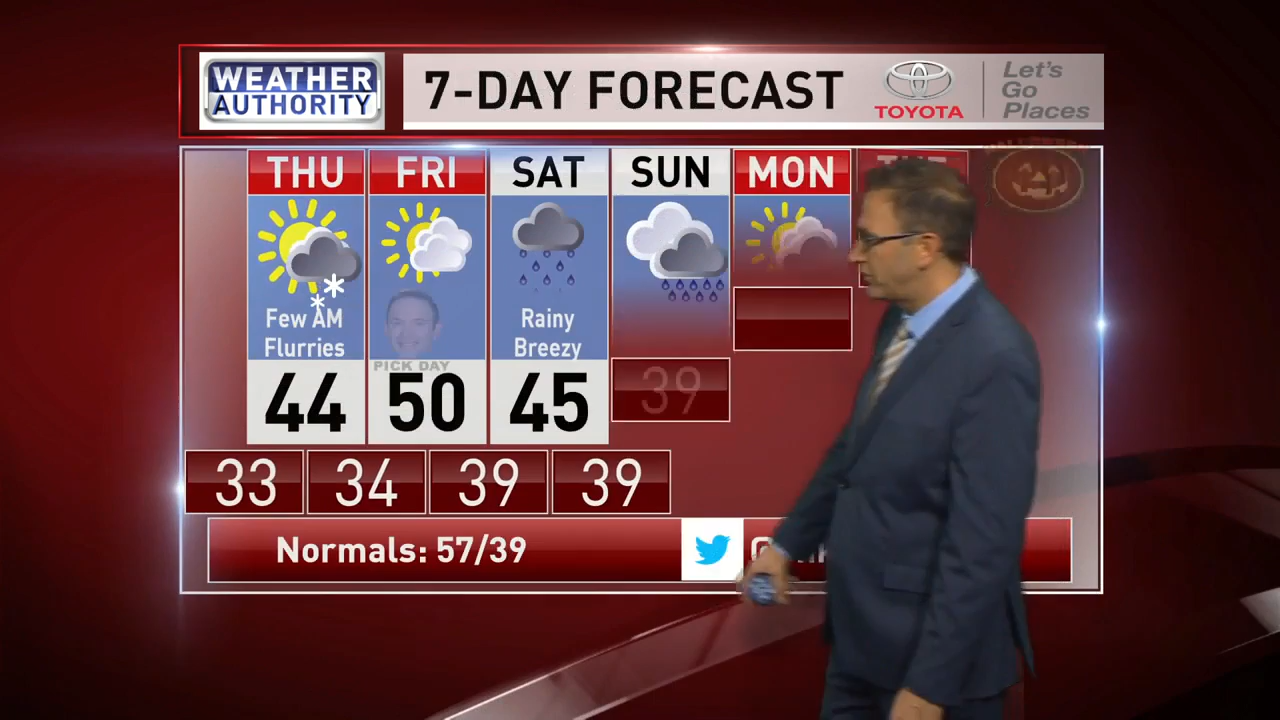 WEATHER
AUTHORITY
7-DAY FORECAST
TOYOTA
Let's
Go
Places
THU
FRI
SAT
SUN
MON
TUE
Few AM
Flurries
PICK DAY
Rainy
Breezy
44
50
45
39
33
34
39
39
Normals: 57/39